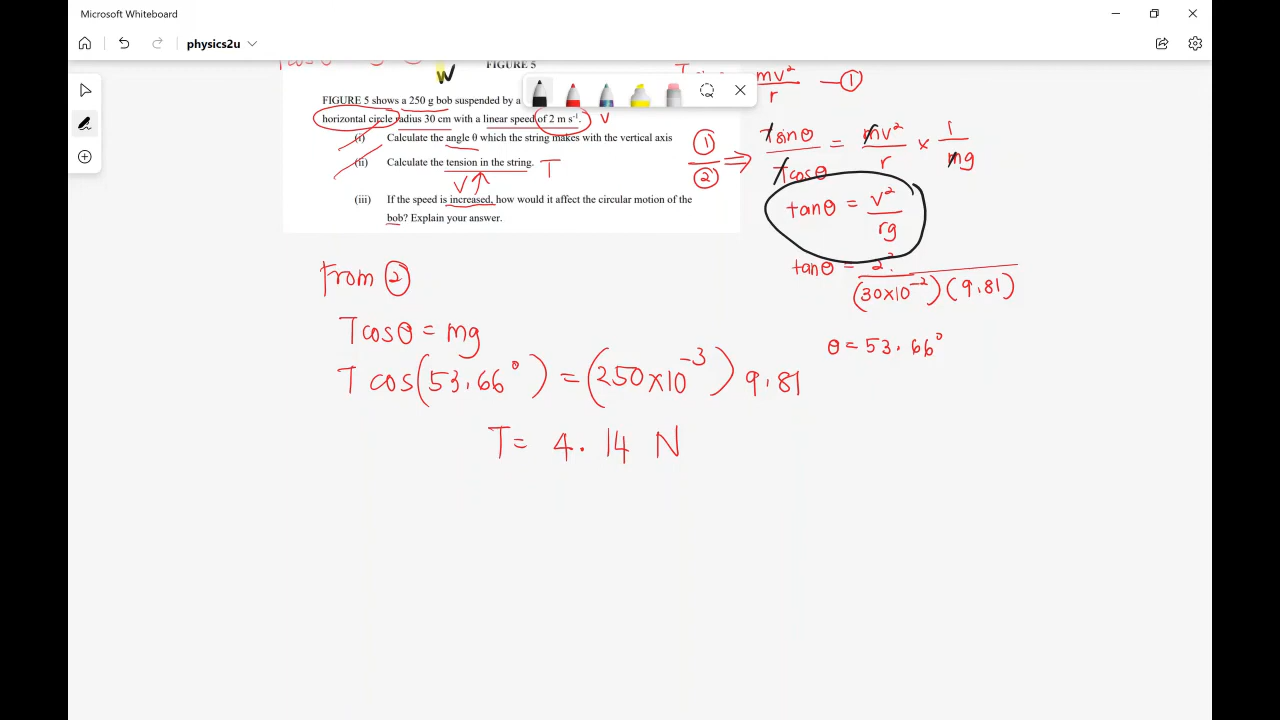 Microsoft Whiteboard
physics2u
FIGURE 5
W
FIGURE 5 shows a 250 g bob suspended by a
horizontal circle radius 30 cm with a linear speed of 2 m s⁻¹. v
(i) Calculate the angle θ which the string makes with the vertical axis
(ii) Calculate the tension in the string. T
v ↑
(iii) If the speed is increased, how would it affect the circular motion of the
bob? Explain your answer.
mv²/r —①
①/② ⇒ Tsinθ/Tcosθ = mv²/r × 1/mg
tanθ = v²/rg
tanθ = 2²/(30×10⁻²)(9.81)
θ = 53.66°
From ②
Tcosθ = mg
T cos(53.66°) = (250×10⁻³) 9.81
T = 4.14 N